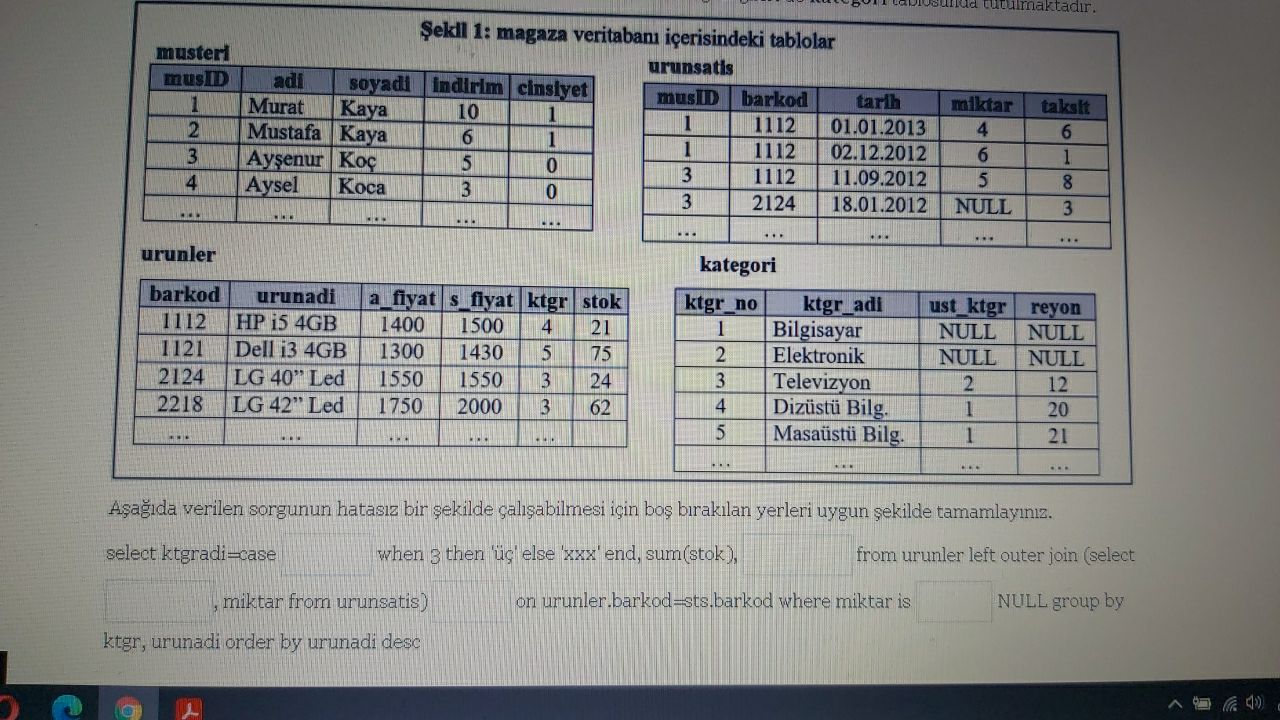 kategori tablosunda tutulmaktadır.
Şekil 1: magaza veritabanı içerisindeki tablolar
musteri
musID adi soyadi indirim cinsiyet
1 Murat Kaya 10 1
2 Mustafa Kaya 6 1
3 Ayşenur Koç 5 0
4 Aysel Koca 3 0
... ... ... ... ...
urunsatis
musID barkod tarih miktar taksit
1 1112 01.01.2013 4 6
1 1112 02.12.2012 6 1
3 1112 11.09.2012 5 8
3 2124 18.01.2012 NULL 3
... ... ... ... ...
urunler
barkod urunadi a_fiyat s_fiyat ktgr stok
1112 HP i5 4GB 1400 1500 4 21
1121 Dell i3 4GB 1300 1430 5 75
2124 LG 40” Led 1550 1550 3 24
2218 LG 42” Led 1750 2000 3 62
... ... ... ... ...
kategori
ktgr_no ktgr_adi ust_ktgr reyon
1 Bilgisayar NULL NULL
2 Elektronik NULL NULL
3 Televizyon 2 12
4 Dizüstü Bilg. 1 20
5 Masaüstü Bilg. 1 21
... ... ... ...
Aşağıda verilen sorgunun hatasız bir şekilde çalışabilmesi için boş bırakılan yerleri uygun şekilde tamamlayınız.
select ktgradi=case when 3 then 'üç' else 'xxx' end, sum(stok), from urunler left outer join (select
, miktar from urunsatis) on urunler.barkod=sts.barkod where miktar is NULL group by
ktgr, urunadi order by urunadi desc